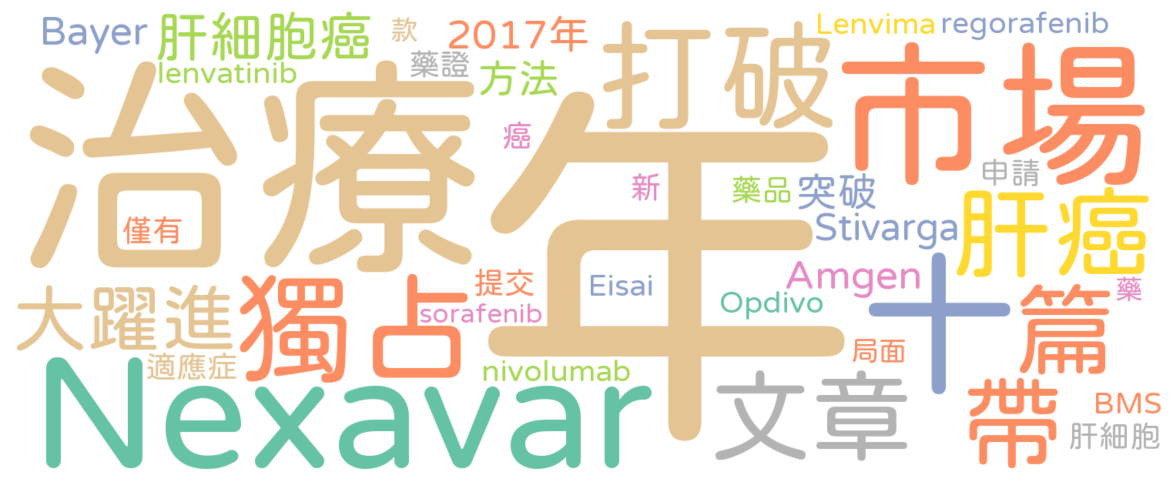 Bayer
肝細胞癌
款
2017年
打破
Lenvima
regorafenib
lenvatinib
藥證
方法
市場
治療
年
癌
新
藥品
突破
申請
僅有
Stivarga
肝癌
大躍進
獨占
提交
sorafenib
Eisai
Amgen
Opdivo
十
藥
篇
適應症
Nexavar
nivolumab
局面
文章
帶
BMS
肝細胞